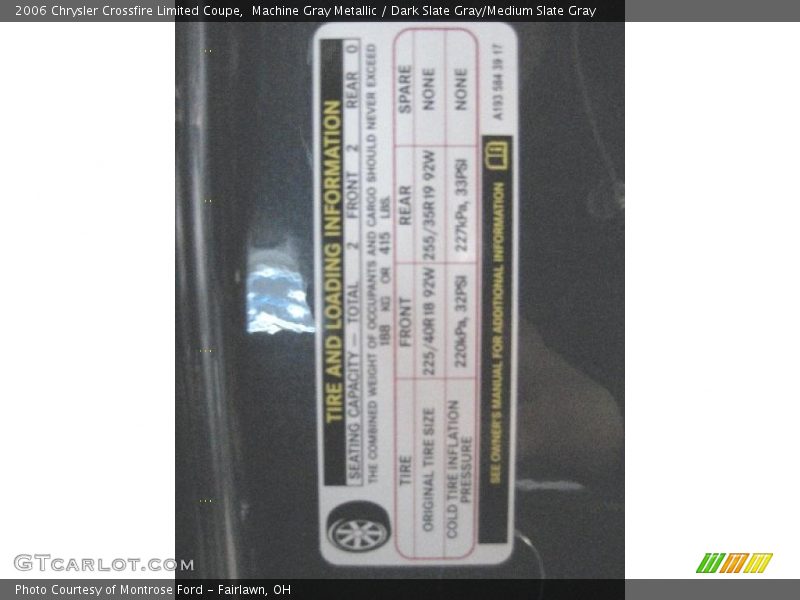 2006 Chrysler Crossfire Limited Coupe,  Machine Gray Metallic / Dark Slate Gray/Medium Slate Gray
TIRE AND LOADING INFORMATION
SEATING CAPACITY — TOTAL 2 FRONT 2 REAR 0
THE COMBINED WEIGHT OF OCCUPANTS AND CARGO SHOULD NEVER EXCEED
188 KG OR 415 LBS.
TIRE FRONT REAR SPARE
ORIGINAL TIRE SIZE 225/40R18 92W 255/35R19 92W NONE
COLD TIRE INFLATION PRESSURE 220kPa, 32PSI 227kPa, 33PSI NONE
SEE OWNER'S MANUAL FOR ADDITIONAL INFORMATION
A193 584 39 17
GTcarlot.com
Photo Courtesy of Montrose Ford - Fairlawn, OH